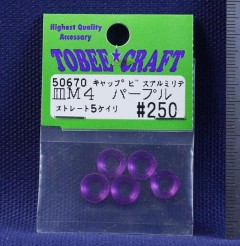 Highest Quality
Accessary
TOBEE★CRAFT
50670 キャップビスアルミリテ
皿M4 パープル
ストレート5ケイリ #250